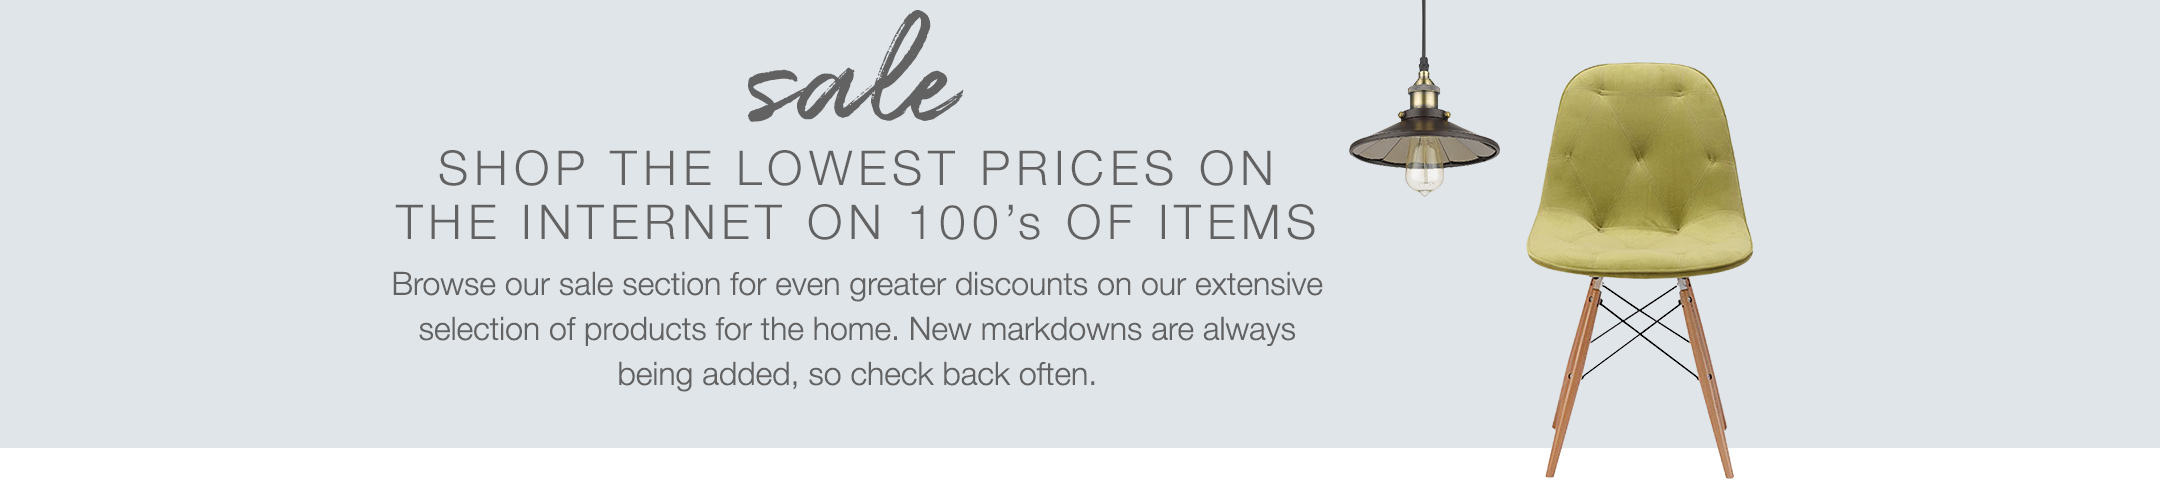 sale
SHOP THE LOWEST PRICES ON
THE INTERNET ON 100’s OF ITEMS
Browse our sale section for even greater discounts on our extensive
selection of products for the home. New markdowns are always
being added, so check back often.